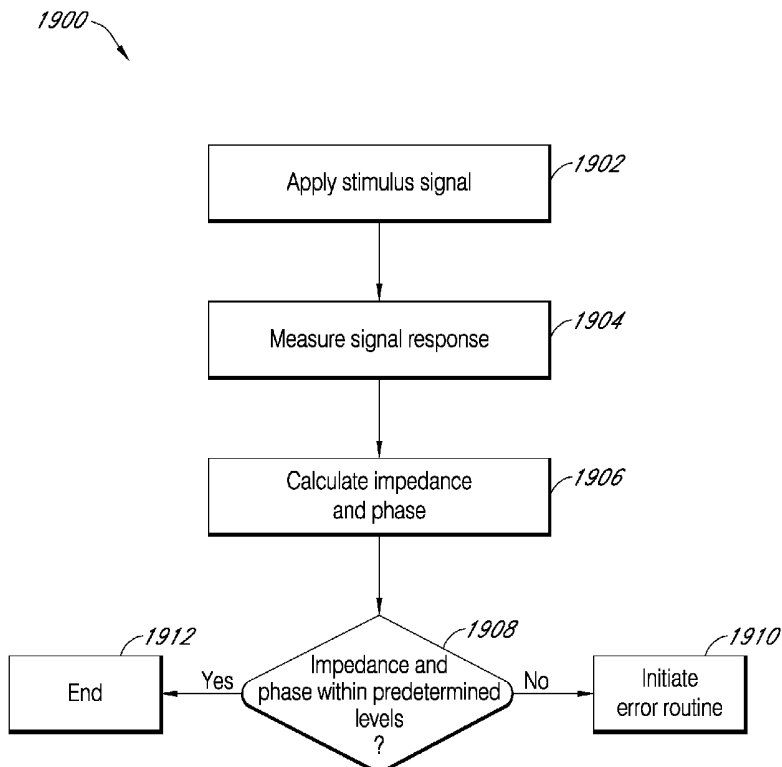 1900
Apply stimulus signal
1902
Measure signal response
1904
Calculate impedance
and phase
1906
1912
End
Yes
1908
Impedance and
phase within predetermined
levels
?
No
1910
Initiate
error routine